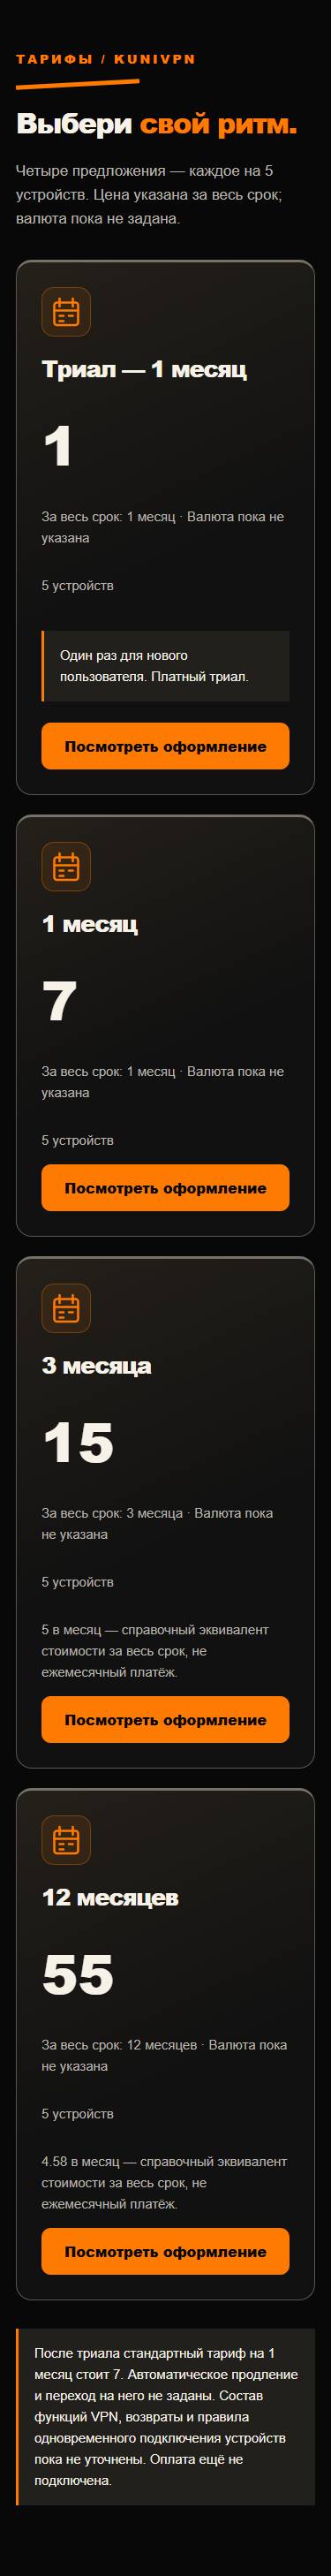 ТАРИФЫ / KUNIVPN
Выбери свой ритм.
Четыре предложения — каждое на 5
устройств. Цена указана за весь срок;
валюта пока не задана.
Триал — 1 месяц
1
За весь срок: 1 месяц · Валюта пока не
указана
5 устройств
Один раз для нового
пользователя. Платный триал.
Посмотреть оформление
1 месяц
7
За весь срок: 1 месяц · Валюта пока не
указана
5 устройств
Посмотреть оформление
3 месяца
15
За весь срок: 3 месяца · Валюта пока
не указана
5 устройств
5 в месяц — справочный эквивалент
стоимости за весь срок, не
ежемесячный платёж.
Посмотреть оформление
12 месяцев
55
За весь срок: 12 месяцев · Валюта пока
не указана
5 устройств
4.58 в месяц — справочный эквивалент
стоимости за весь срок, не
ежемесячный платёж.
Посмотреть оформление
После триала стандартный тариф на 1
месяц стоит 7. Автоматическое продление
и переход на него не заданы. Состав
функций VPN, возвраты и правила
одновременного подключения устройств
пока не уточнены. Оплата ещё не
подключена.